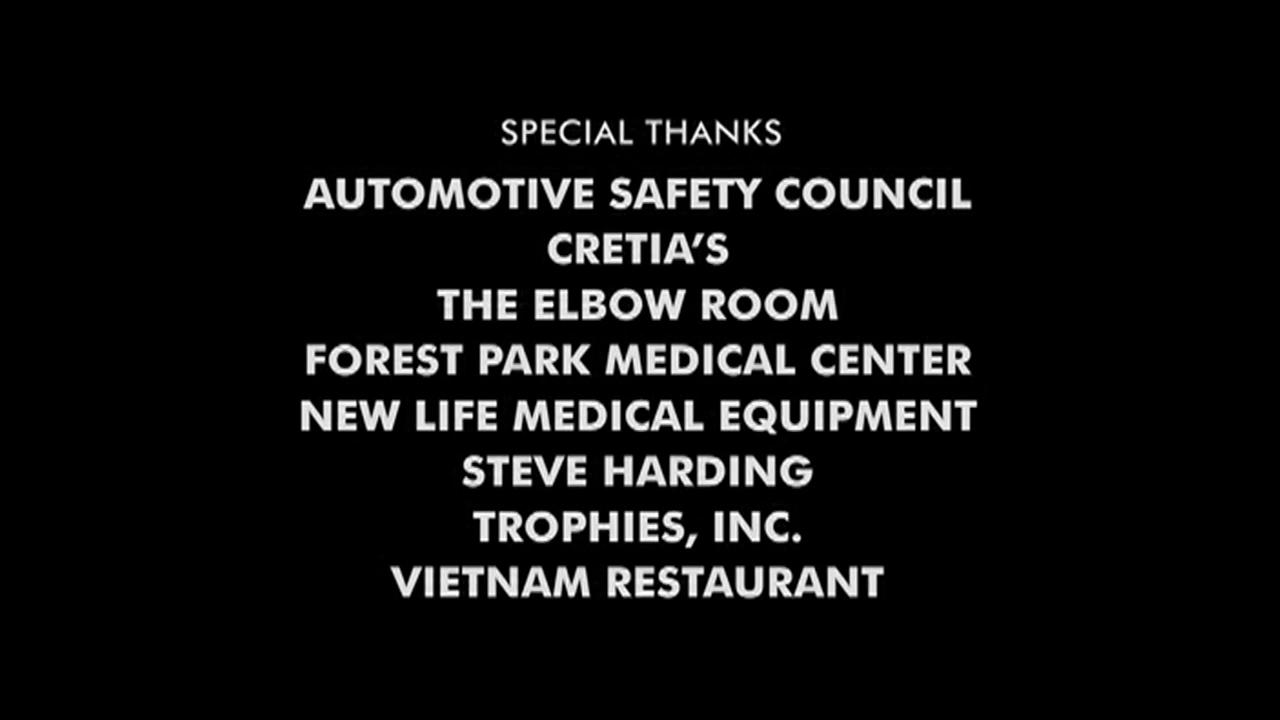 SPECIAL THANKS
AUTOMOTIVE SAFETY COUNCIL
CRETIA’S
THE ELBOW ROOM
FOREST PARK MEDICAL CENTER
NEW LIFE MEDICAL EQUIPMENT
STEVE HARDING
TROPHIES, INC.
VIETNAM RESTAURANT